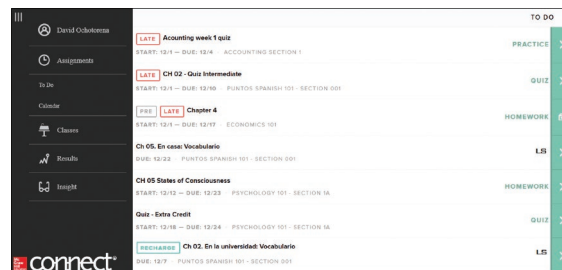 TO DO
David Ochotorena
Assignments
To Do
Calendar
Classes
Results
Insight
connect®
LATE Acounting week 1 quiz
START: 12/1 — DUE: 12/4 · ACCOUNTING SECTION 1
PRACTICE
LATE CH 02 - Quiz Intermediate
START: 12/1 — DUE: 12/10 · PUNTOS SPANISH 101 - SECTION 001
QUIZ
PRE LATE Chapter 4
START: 12/1 — DUE: 12/17 · ECONOMICS 101
HOMEWORK
Ch 05. En casa: Vocabulario
DUE: 12/22 · PUNTOS SPANISH 101 - SECTION 001
LS
CH 05 States of Consciousness
START: 12/12 — DUE: 12/23 · PSYCHOLOGY 101 - SECTION 1A
HOMEWORK
Quiz - Extra Credit
START: 12/18 — DUE: 12/24 · PSYCHOLOGY 101 - SECTION 1A
QUIZ
RECHARGE Ch 02. En la universidad: Vocabulario
DUE: 12/7 · PUNTOS SPANISH 101 - SECTION 001
LS